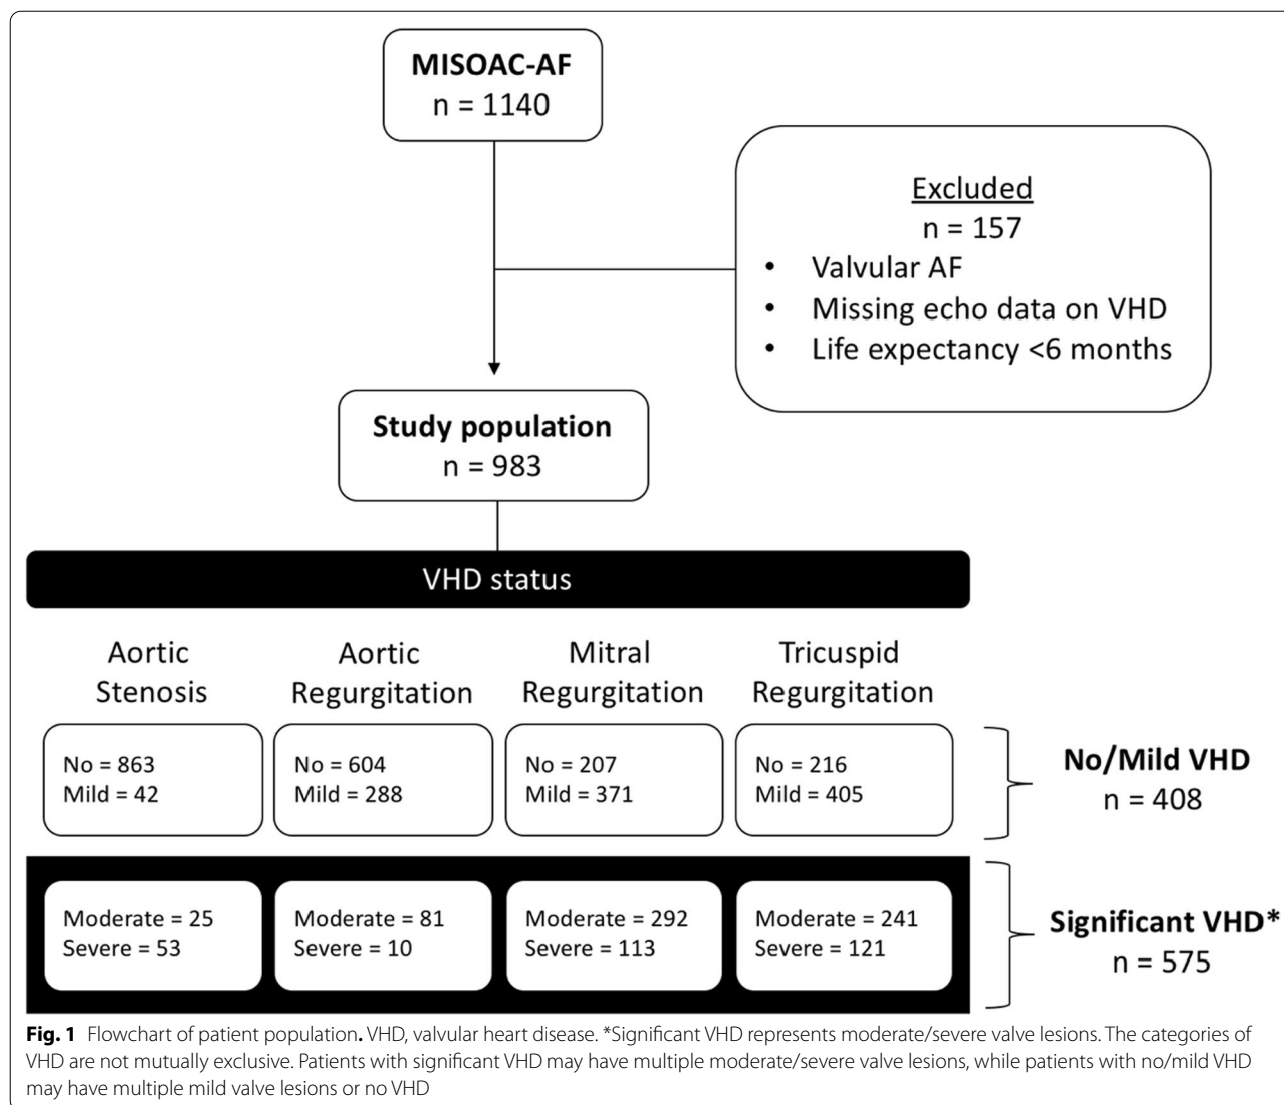 MISOAC-AF
n = 1140
Excluded
n = 157
• Valvular AF
• Missing echo data on VHD
• Life expectancy <6 months
Study population
n = 983
VHD status
Aortic
Stenosis
Aortic
Regurgitation
Mitral
Regurgitation
Tricuspid
Regurgitation
No = 863
Mild = 42
No = 604
Mild = 288
No = 207
Mild = 371
No = 216
Mild = 405
No/Mild VHD
n = 408
Moderate = 25
Severe = 53
Moderate = 81
Severe = 10
Moderate = 292
Severe = 113
Moderate = 241
Severe = 121
Significant VHD*
n = 575
Fig. 1 Flowchart of patient population. VHD, valvular heart disease. *Significant VHD represents moderate/severe valve lesions. The categories of
VHD are not mutually exclusive. Patients with significant VHD may have multiple moderate/severe valve lesions, while patients with no/mild VHD
may have multiple mild valve lesions or no VHD